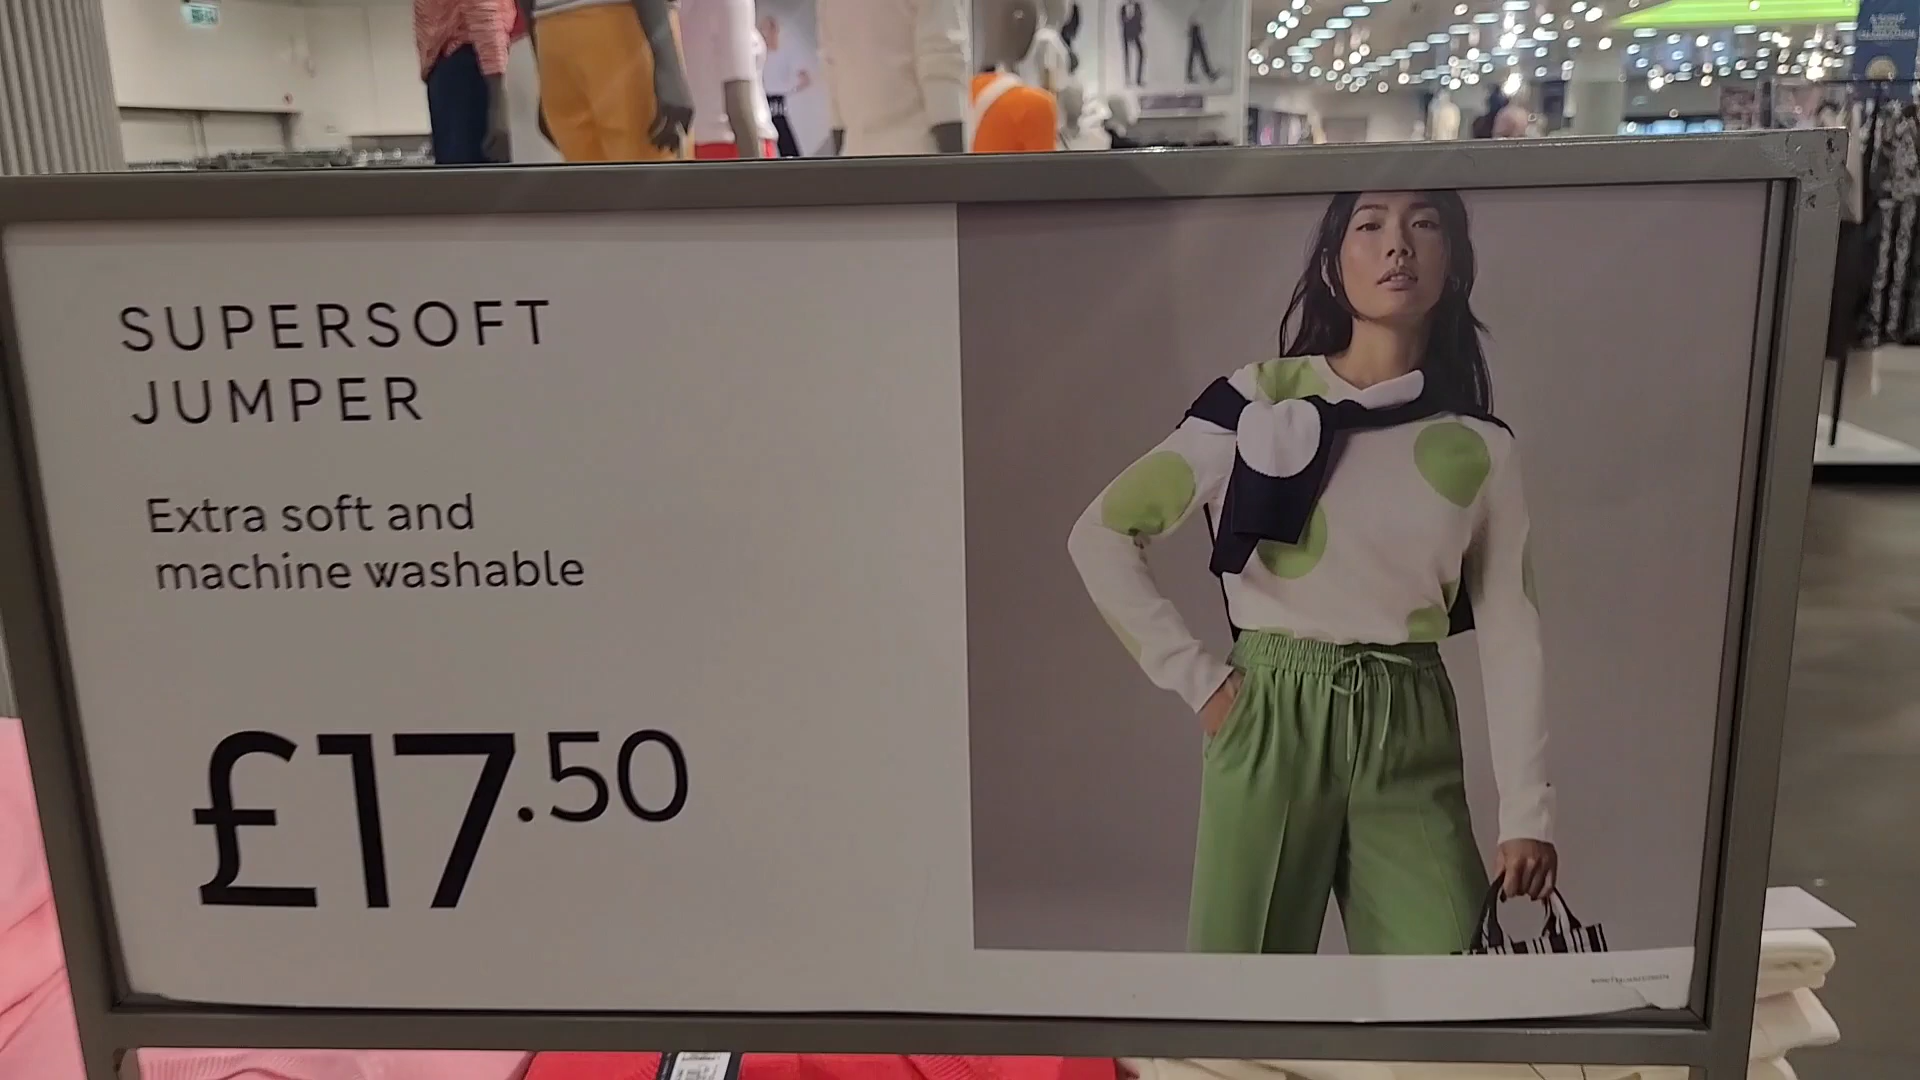 SUPERSOFT
JUMPER
Extra soft and
machine washable
£17.50